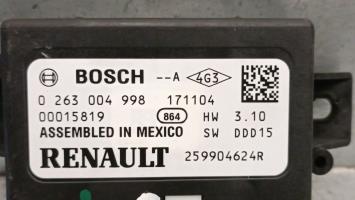 BOSCH --A 4G3
0 263 004 998 171104
00015819 864 HW 3.10
ASSEMBLED IN MEXICO SW DDD15
RENAULT 259904624R